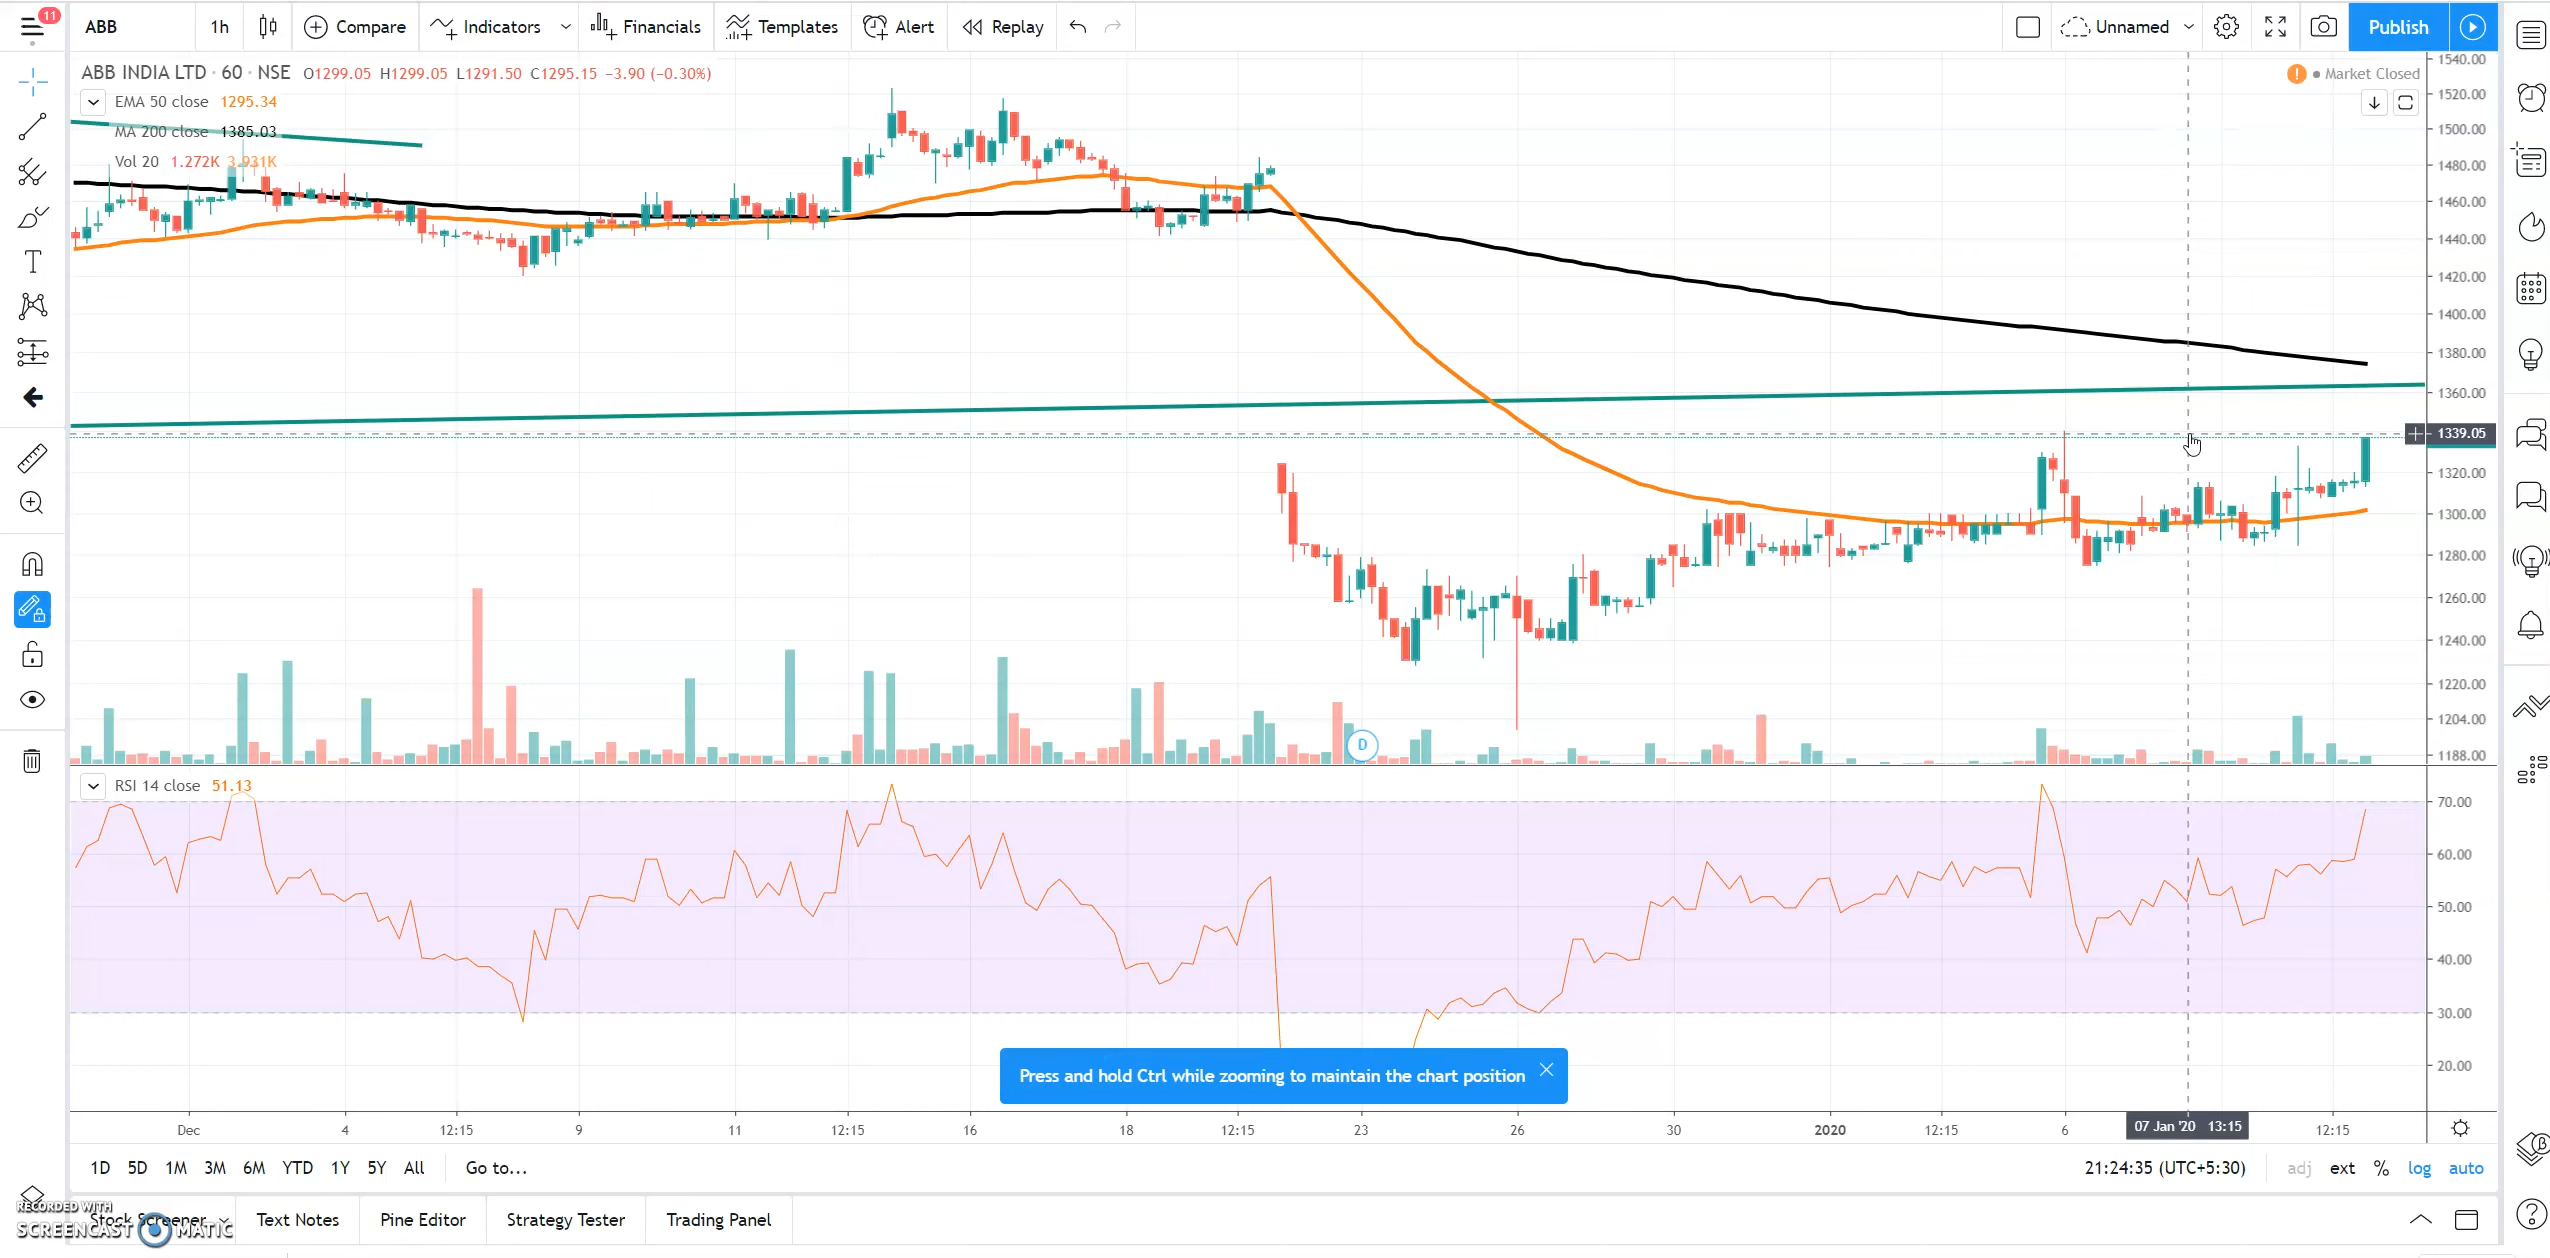 11 ABB 1h Compare Indicators Financials Templates Alert Replay Unnamed Publish
ABB INDIA LTD · 60 · NSE O1299.05 H1299.05 L1291.50 C1295.15 −3.90 (−0.30%)
! Market Closed
EMA 50 close 1295.34
MA 200 close 1385.03
Vol 20 1.272K 3.931K
1540.00
1520.00
1500.00
1480.00
1460.00
1440.00
1420.00
1400.00
1380.00
1360.00
1339.05
1320.00
1300.00
1280.00
1260.00
1240.00
1220.00
1204.00
1188.00
D
RSI 14 close 51.13
70.00
60.00
50.00
40.00
30.00
20.00
Press and hold Ctrl while zooming to maintain the chart position
Dec 4 12:15 9 11 12:15 16 18 12:15 23 26 30 2020 12:15 6 07 Jan '20 13:15 12:15
1D 5D 1M 3M 6M YTD 1Y 5Y All Go to... 21:24:35 (UTC+5:30) adj ext % log auto
RECORDED WITH
SCREENCAST MATIC
Stock Screener Text Notes Pine Editor Strategy Tester Trading Panel